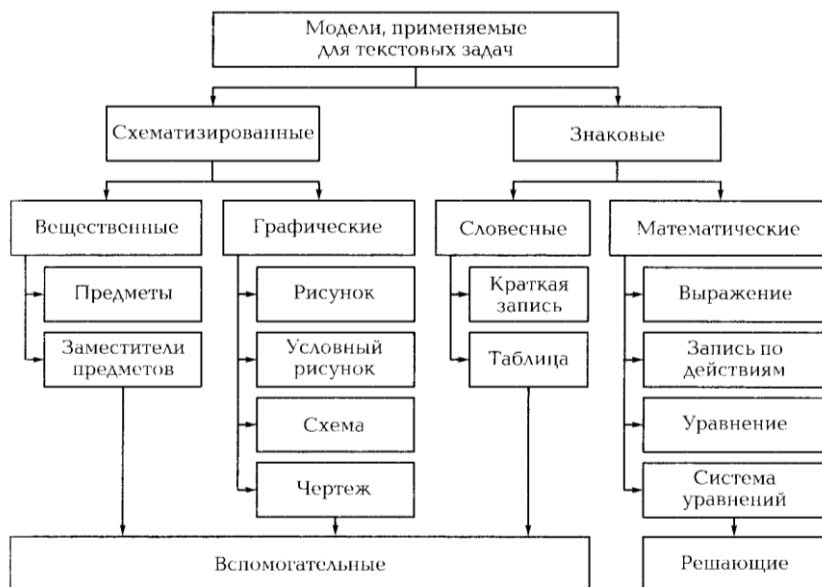 Модели, применяемые
для текстовых задач
Схематизированные
Знаковые
Вещественные
Графические
Словесные
Математические
Предметы
Рисунок
Краткая
запись
Выражение
Заместители
предметов
Условный
рисунок
Таблица
Запись по
действиям
Схема
Уравнение
Чертеж
Система
уравнений
Вспомогательные
Решающие